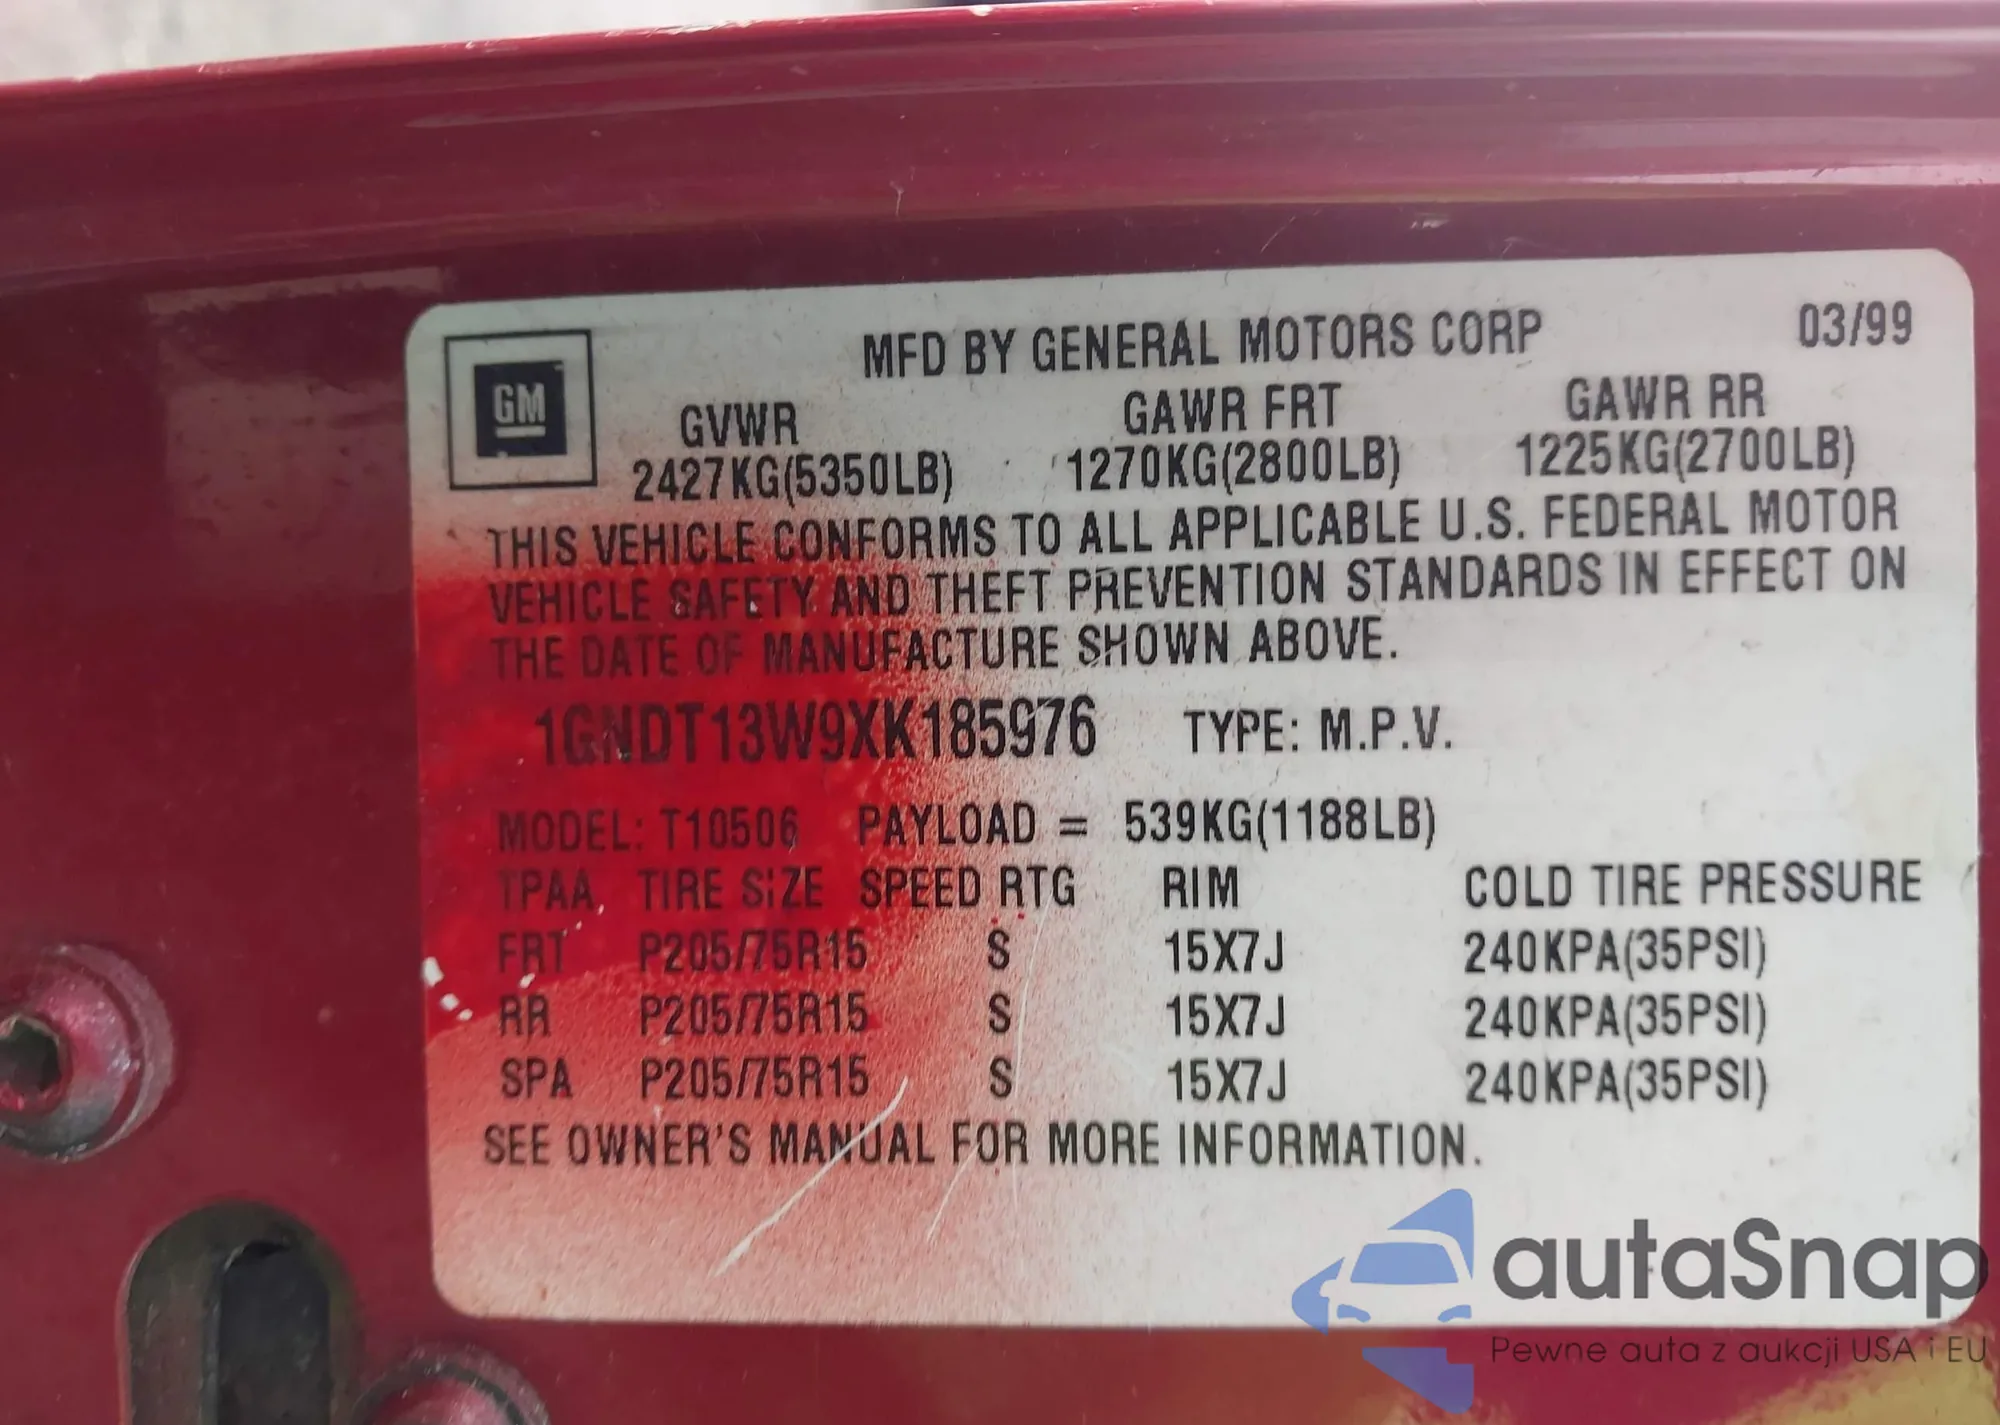 MFD BY GENERAL MOTORS CORP 03/99
GM
GVWR GAWR FRT GAWR RR
2427KG(5350LB) 1270KG(2800LB) 1225KG(2700LB)
THIS VEHICLE CONFORMS TO ALL APPLICABLE U.S. FEDERAL MOTOR
VEHICLE SAFETY AND THEFT PREVENTION STANDARDS IN EFFECT ON
THE DATE OF MANUFACTURE SHOWN ABOVE.
1GNDT13W9XK185976 TYPE: M.P.V.
MODEL: T10506 PAYLOAD = 539KG(1188LB)
TPAA, TIRE SIZE SPEED RTG RIM COLD TIRE PRESSURE
FRT P205/75R15 S 15X7J 240KPA(35PSI)
RR P205/75R15 S 15X7J 240KPA(35PSI)
SPA P205/75R15 S 15X7J 240KPA(35PSI)
SEE OWNER'S MANUAL FOR MORE INFORMATION.
autaSnap
Pewne auta z aukcji USA i EU